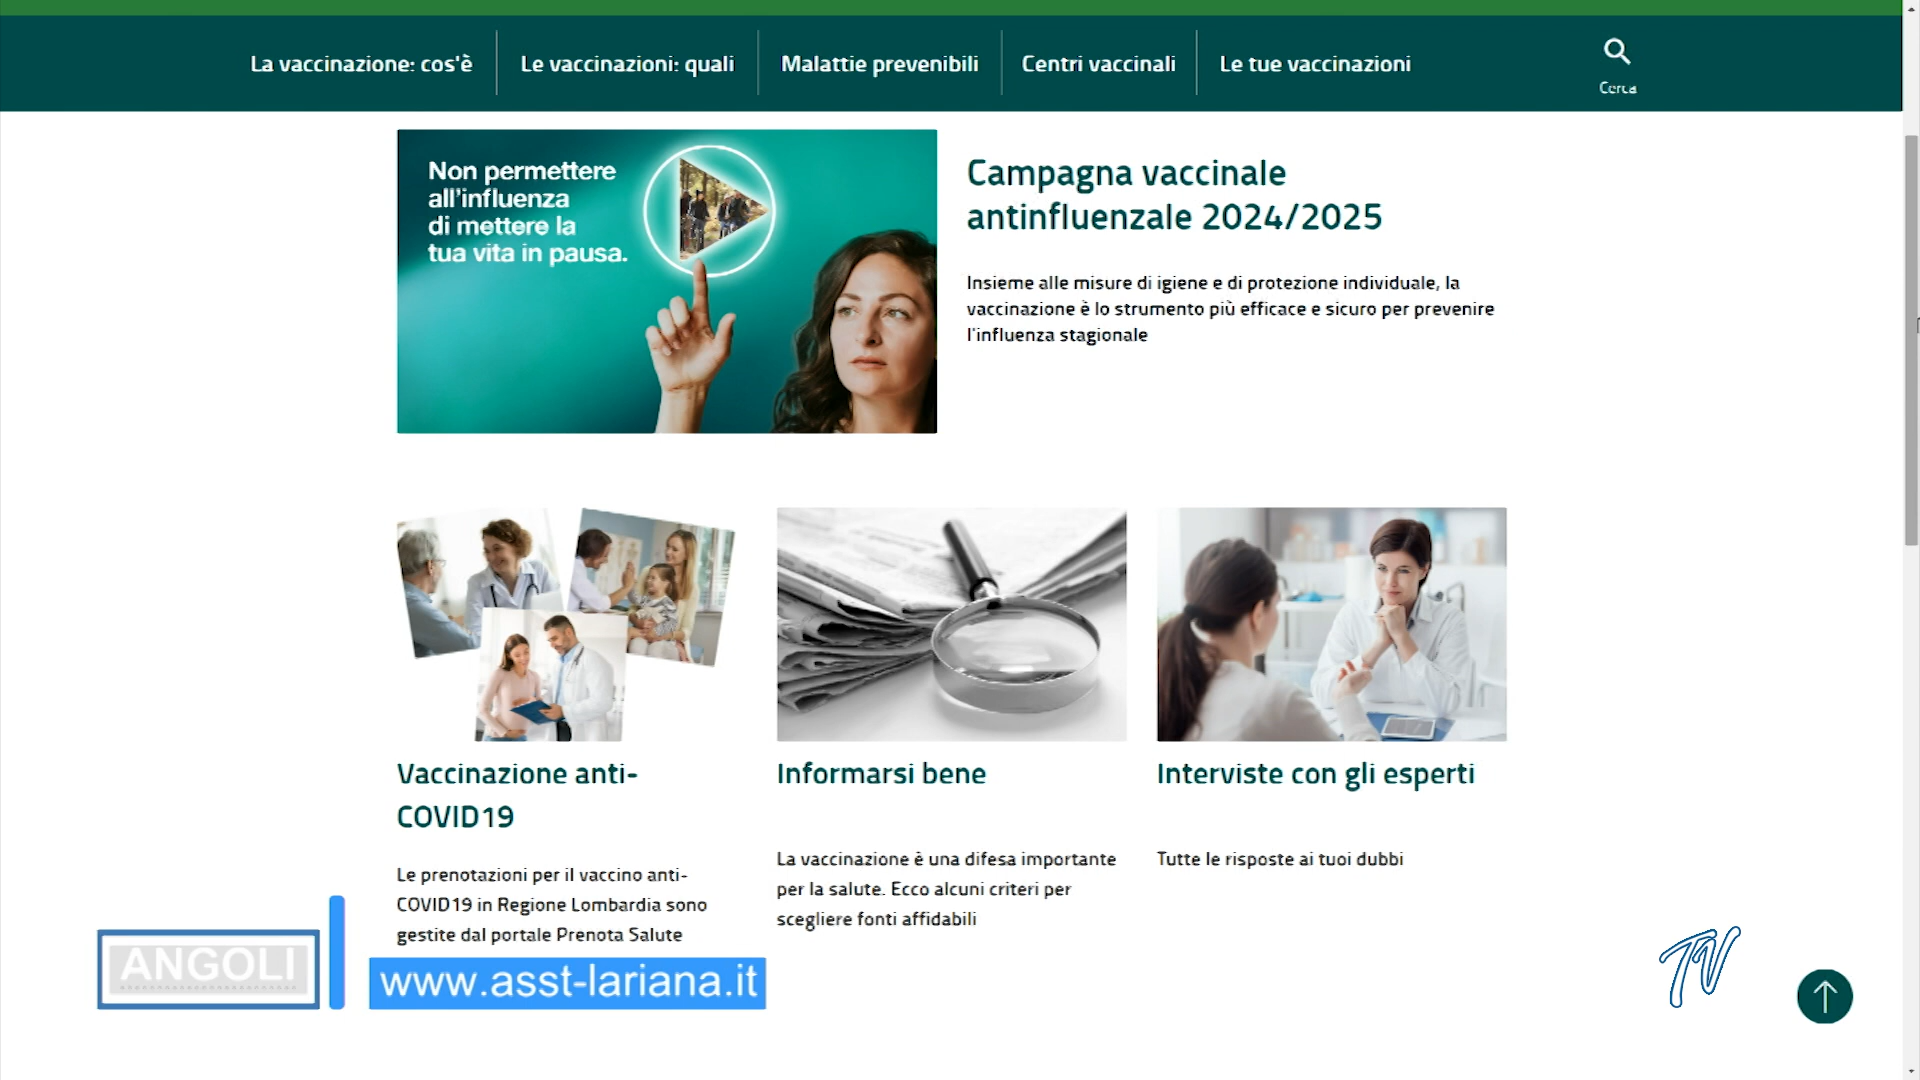 La vaccinazione: cos'è
Le vaccinazioni: quali
Malattie prevenibili
Centri vaccinali
Le tue vaccinazioni
Cerca
Non permettere
all'influenza
di mettere la
tua vita in pausa.
Campagna vaccinale
antinfluenzale 2024/2025
Insieme alle misure di igiene e di protezione individuale, la
vaccinazione è lo strumento più efficace e sicuro per prevenire
l'influenza stagionale
Vaccinazione anti-
COVID19
Le prenotazioni per il vaccino anti-
COVID19 in Regione Lombardia sono
gestite dal portale Prenota Salute
Informarsi bene
La vaccinazione è una difesa importante
per la salute. Ecco alcuni criteri per
scegliere fonti affidabili
Interviste con gli esperti
Tutte le risposte ai tuoi dubbi
ANGOLI
www.asst-lariana.it
TV